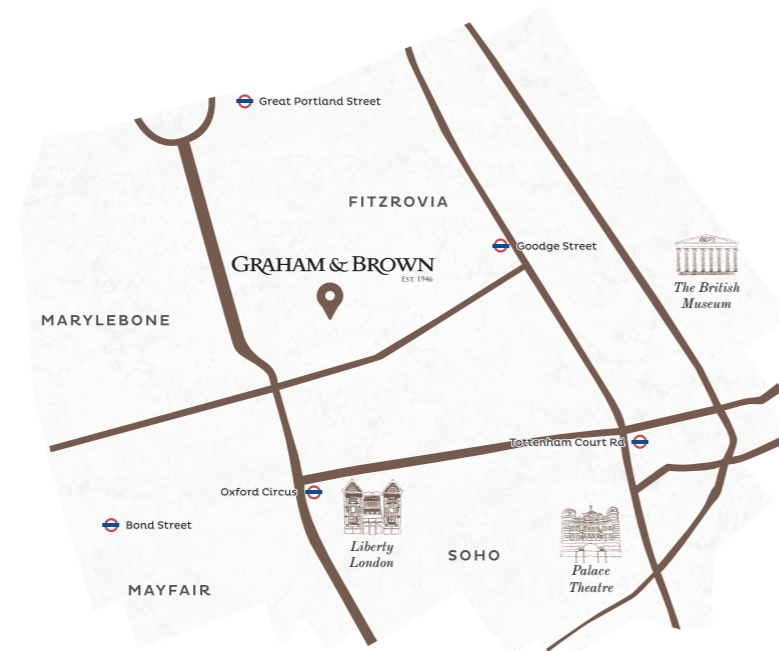 Great Portland Street
FITZROVIA
Goodge Street
GRAHAM & BROWN
EST. 1946
The British
Museum
MARYLEBONE
Tottenham Court Rd
Oxford Circus
Bond Street
Liberty
London
SOHO
Palace
Theatre
MAYFAIR